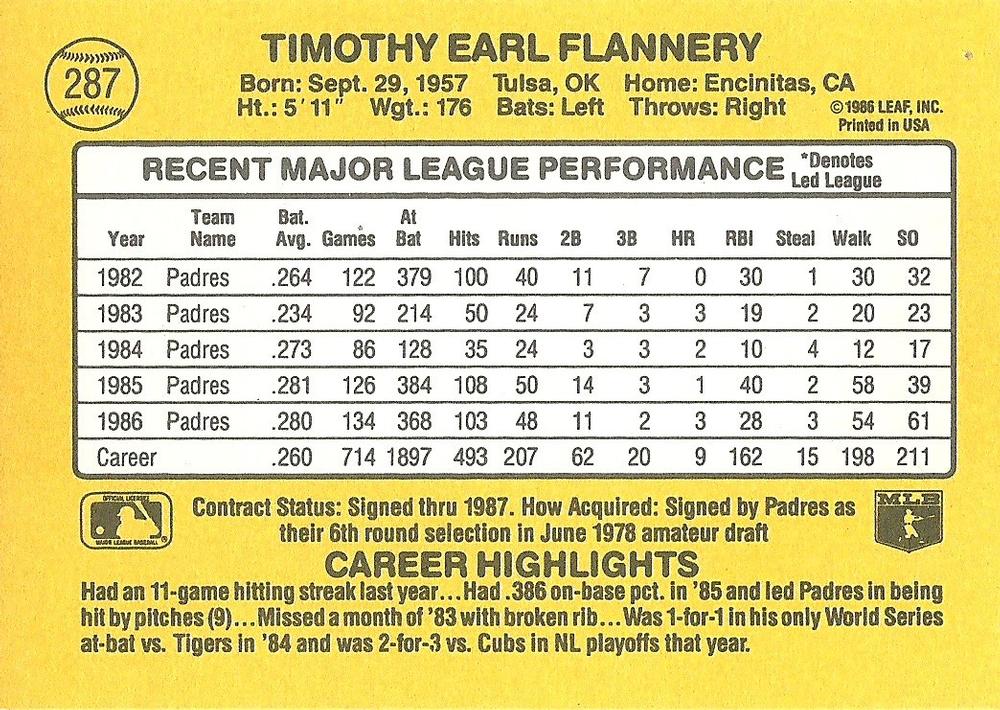 287
TIMOTHY EARL FLANNERY
Born: Sept. 29, 1957 Tulsa, OK Home: Encinitas, CA
Ht.: 5'11" Wgt.: 176 Bats: Left Throws: Right
©1986 LEAF, INC.
Printed in USA
RECENT MAJOR LEAGUE PERFORMANCE *Denotes
Led League
Team Bat. At
Year Name Avg. Games Bat Hits Runs 2B 3B HR RBI Steal Walk SO
1982 Padres .264 122 379 100 40 11 7 0 30 1 30 32
1983 Padres .234 92 214 50 24 7 3 3 19 2 20 23
1984 Padres .273 86 128 35 24 3 3 2 10 4 12 17
1985 Padres .281 126 384 108 50 14 3 1 40 2 58 39
1986 Padres .280 134 368 103 48 11 2 3 28 3 54 61
Career .260 714 1897 493 207 62 20 9 162 15 198 211
OFFICIAL LICENSEE
MAJOR LEAGUE BASEBALL®
Contract Status: Signed thru 1987. How Acquired: Signed by Padres as
their 6th round selection in June 1978 amateur draft
MLB
CAREER HIGHLIGHTS
Had an 11-game hitting streak last year...Had .386 on-base pct. in '85 and led Padres in being
hit by pitches (9)...Missed a month of '83 with broken rib...Was 1-for-1 in his only World Series
at-bat vs. Tigers in '84 and was 2-for-3 vs. Cubs in NL playoffs that year.